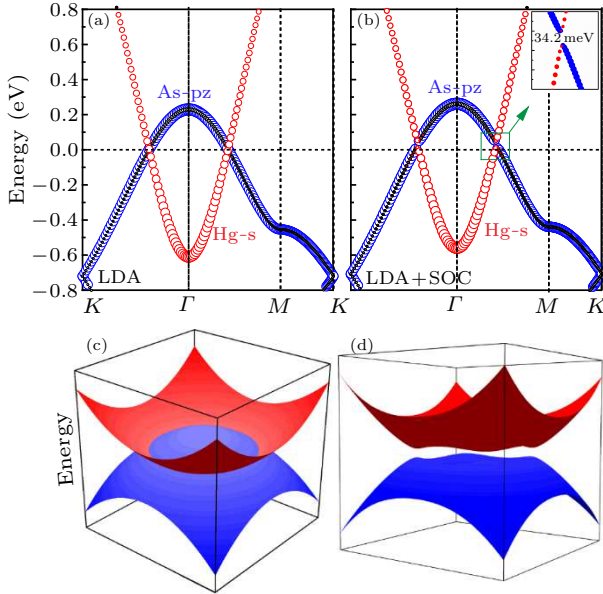 (a)
(b)
34.2 meV
As-pz
As-pz
Energy (eV)
0.8
0.6
0.4
0.2
0.0
−0.2
−0.4
−0.6
−0.8
Hg-s
Hg-s
LDA
LDA+SOC
K
Γ
M
K
K
Γ
M
K
(c)
(d)
Energy